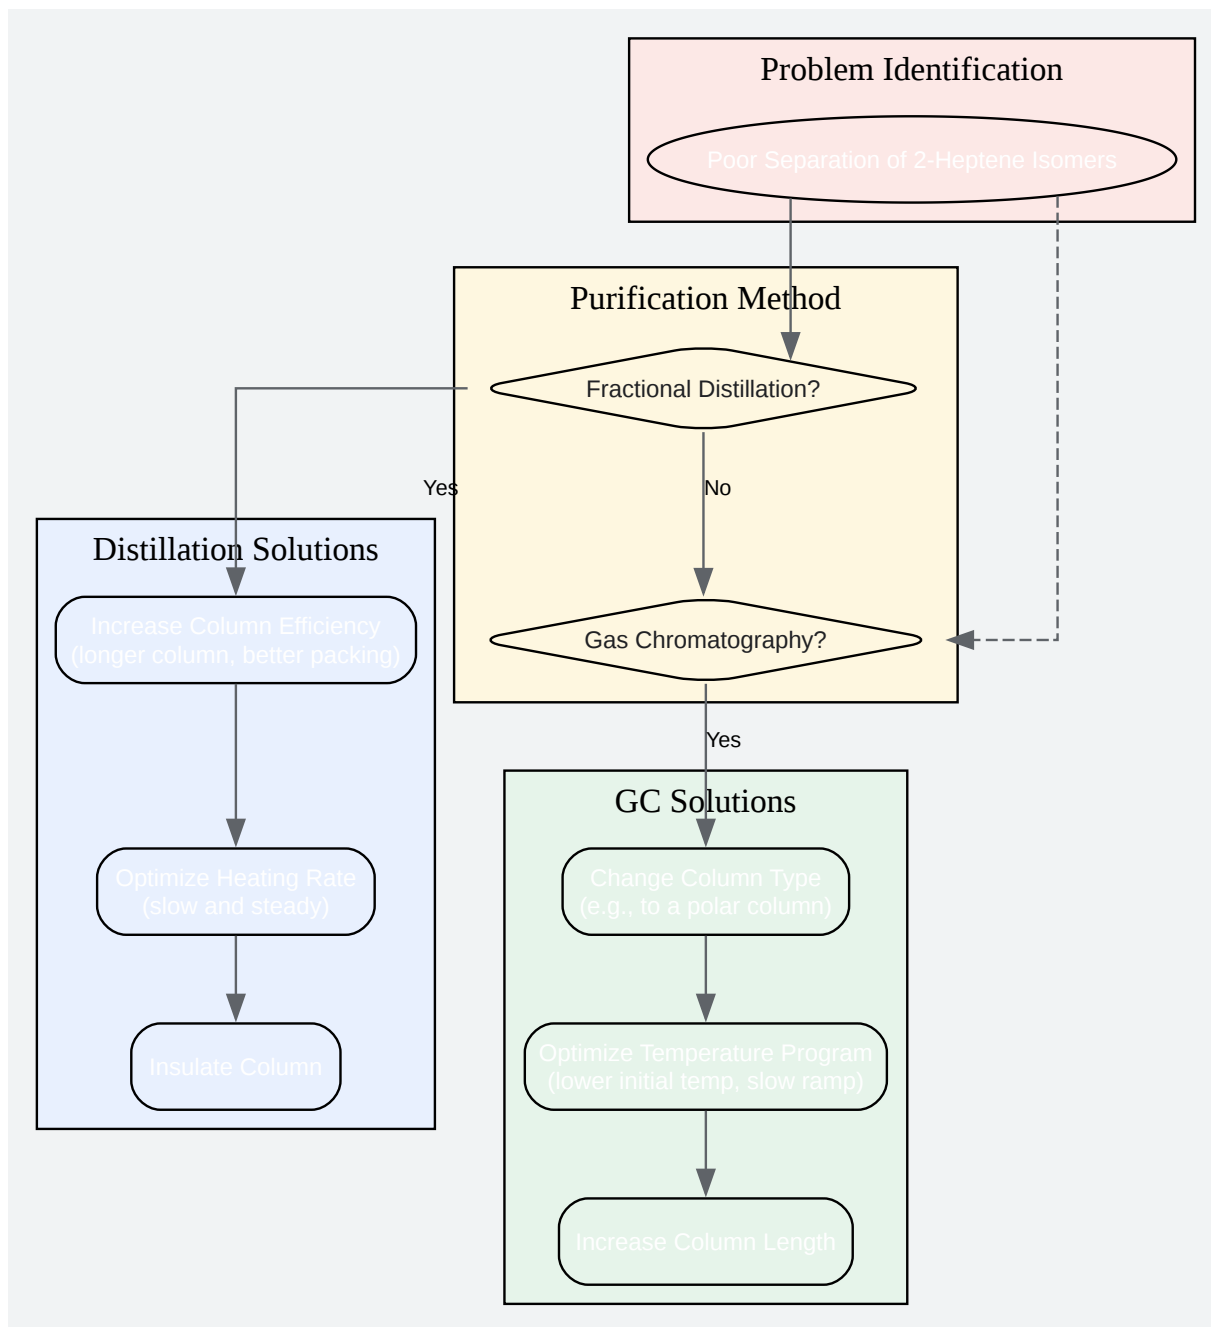 Problem Identification
Poor Separation of 2-Heptene Isomers
Purification Method
Fractional Distillation?
Yes
No
Distillation Solutions
Increase Column Efficiency
(longer column, better packing)
Gas Chromatography?
Yes
GC Solutions
Optimize Heating Rate
(slow and steady)
Change Column Type
(e.g., to a polar column)
Insulate Column
Optimize Temperature Program
(lower initial temp, slow ramp)
Increase Column Length